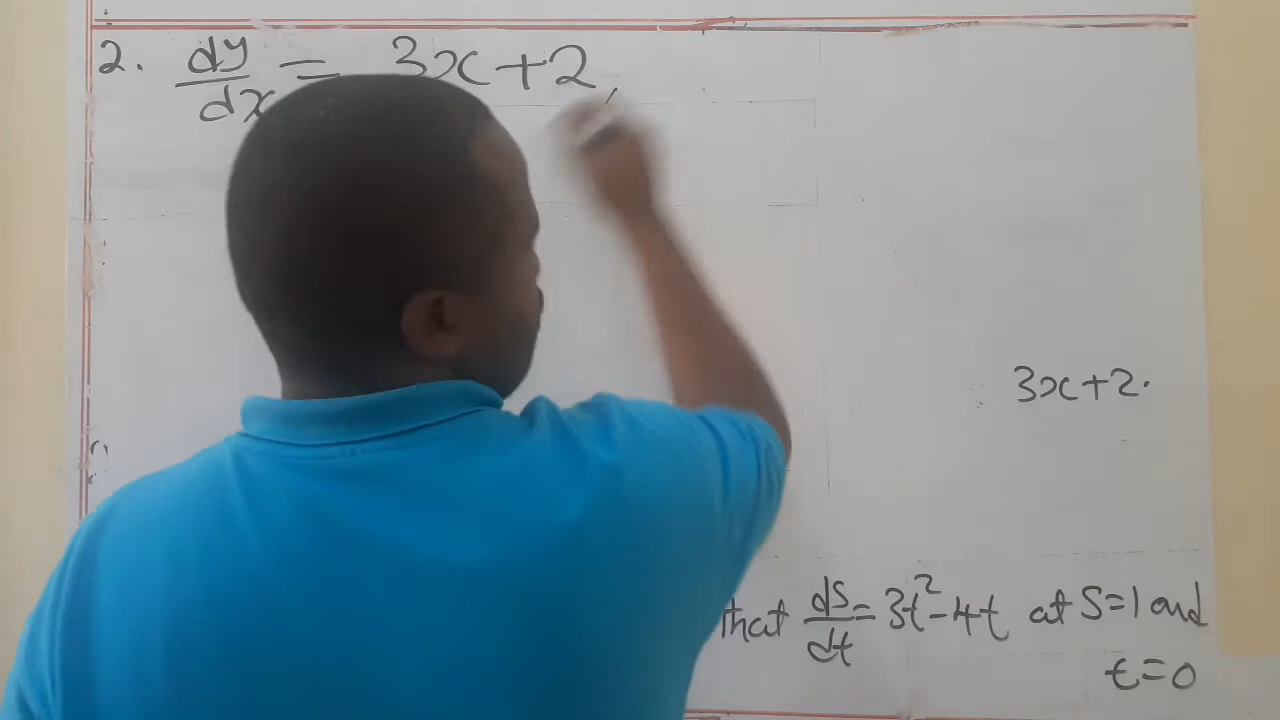 2. dy/dx = 3x+2,
3x+2.
that ds/dt = 3t²-4t at S=1 and
t=0